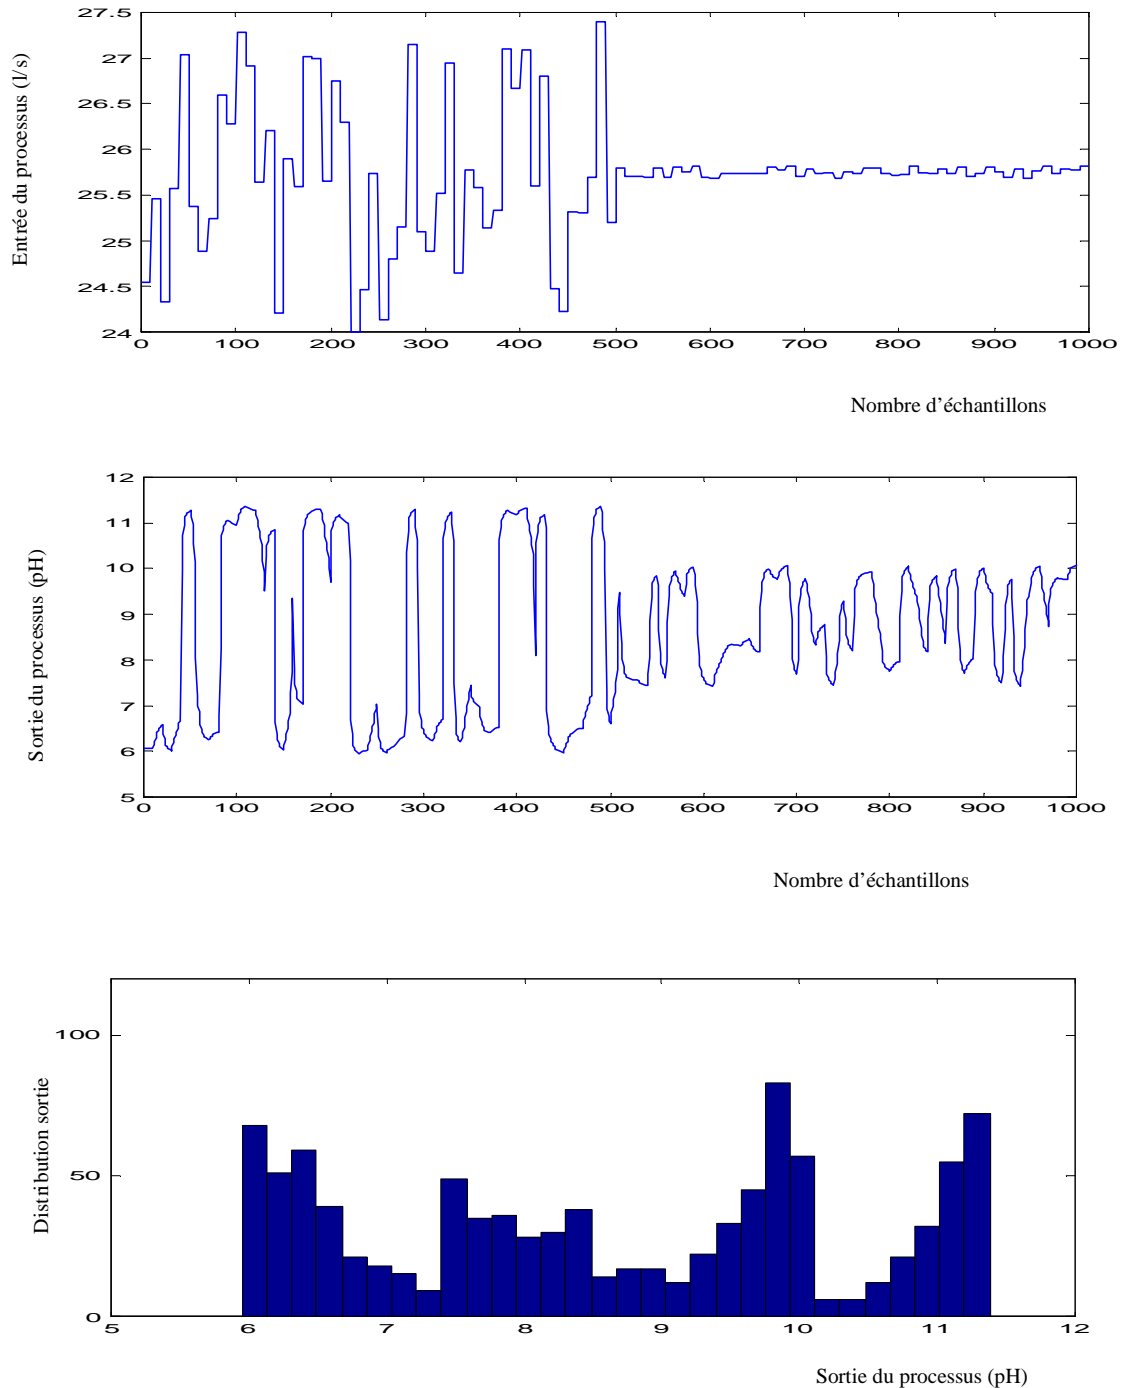 27.5
27
26.5
26
25.5
25
24.5
24
Entrée du processus (l/s)
0 100 200 300 400 500 600 700 800 900 1000
Nombre d'échantillons
12
11
10
9
8
7
6
5
Sortie du processus (pH)
0 100 200 300 400 500 600 700 800 900 1000
Nombre d'échantillons
100
50
0
Distribution sortie
5 6 7 8 9 10 11 12
Sortie du processus (pH)